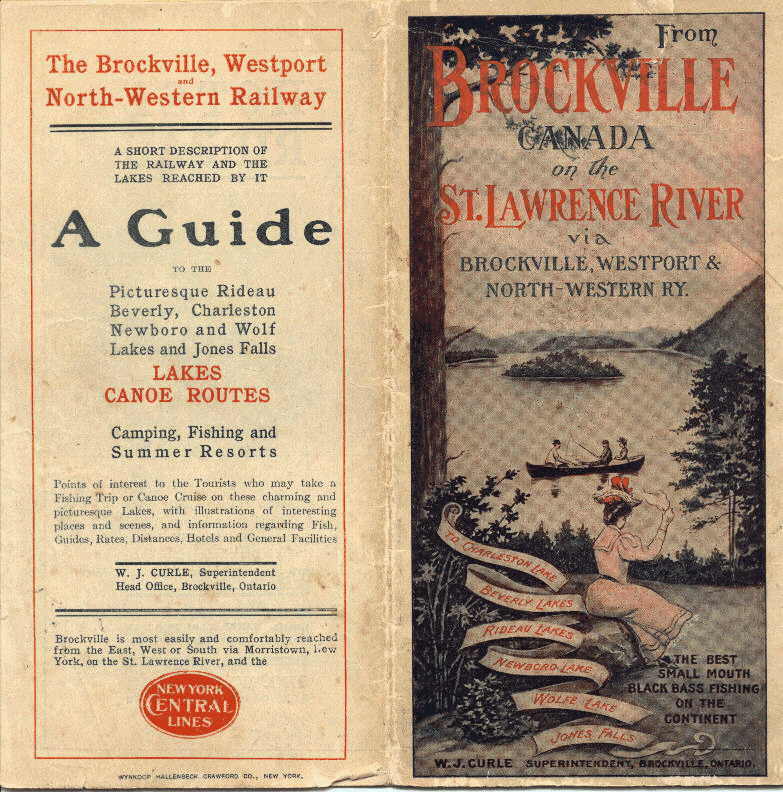 The Brockville, Westport
and
North-Western Railway
A SHORT DESCRIPTION OF
THE RAILWAY AND THE
LAKES REACHED BY IT
A Guide
TO THE
Picturesque Rideau
Beverly, Charleston
Newboro and Wolf
Lakes and Jones Falls
LAKES
CANOE ROUTES
Camping, Fishing and
Summer Resorts
Points of interest to the Tourists who may take a
Fishing Trip or Canoe Cruise on these charming and
picturesque Lakes, with illustrations of interesting
places and scenes, and information regarding Fish,
Guides, Rates, Distances, Hotels and General Facilities
W. J. CURLE, Superintendent
Head Office, Brockville, Ontario
Brockville is most easily and comfortably reached
from the East, West or South via Morristown, New
York, on the St. Lawrence River, and the
NEW YORK
CENTRAL
LINES
WYNKOOP HALLENBECK CRAWFORD CO., NEW YORK.
From
BROCKVILLE
CANADA
on the
ST. LAWRENCE RIVER
via
BROCKVILLE, WESTPORT &
NORTH-WESTERN RY.
TO CHARLESTON LAKE
BEVERLY LAKES
RIDEAU LAKES
NEWBORO LAKE
WOLFE LAKE
JONES FALLS
THE BEST
SMALL MOUTH
BLACK BASS FISHING
ON THE
CONTINENT
W. J. CURLE SUPERINTENDENT, BROCKVILLE, ONTARIO.